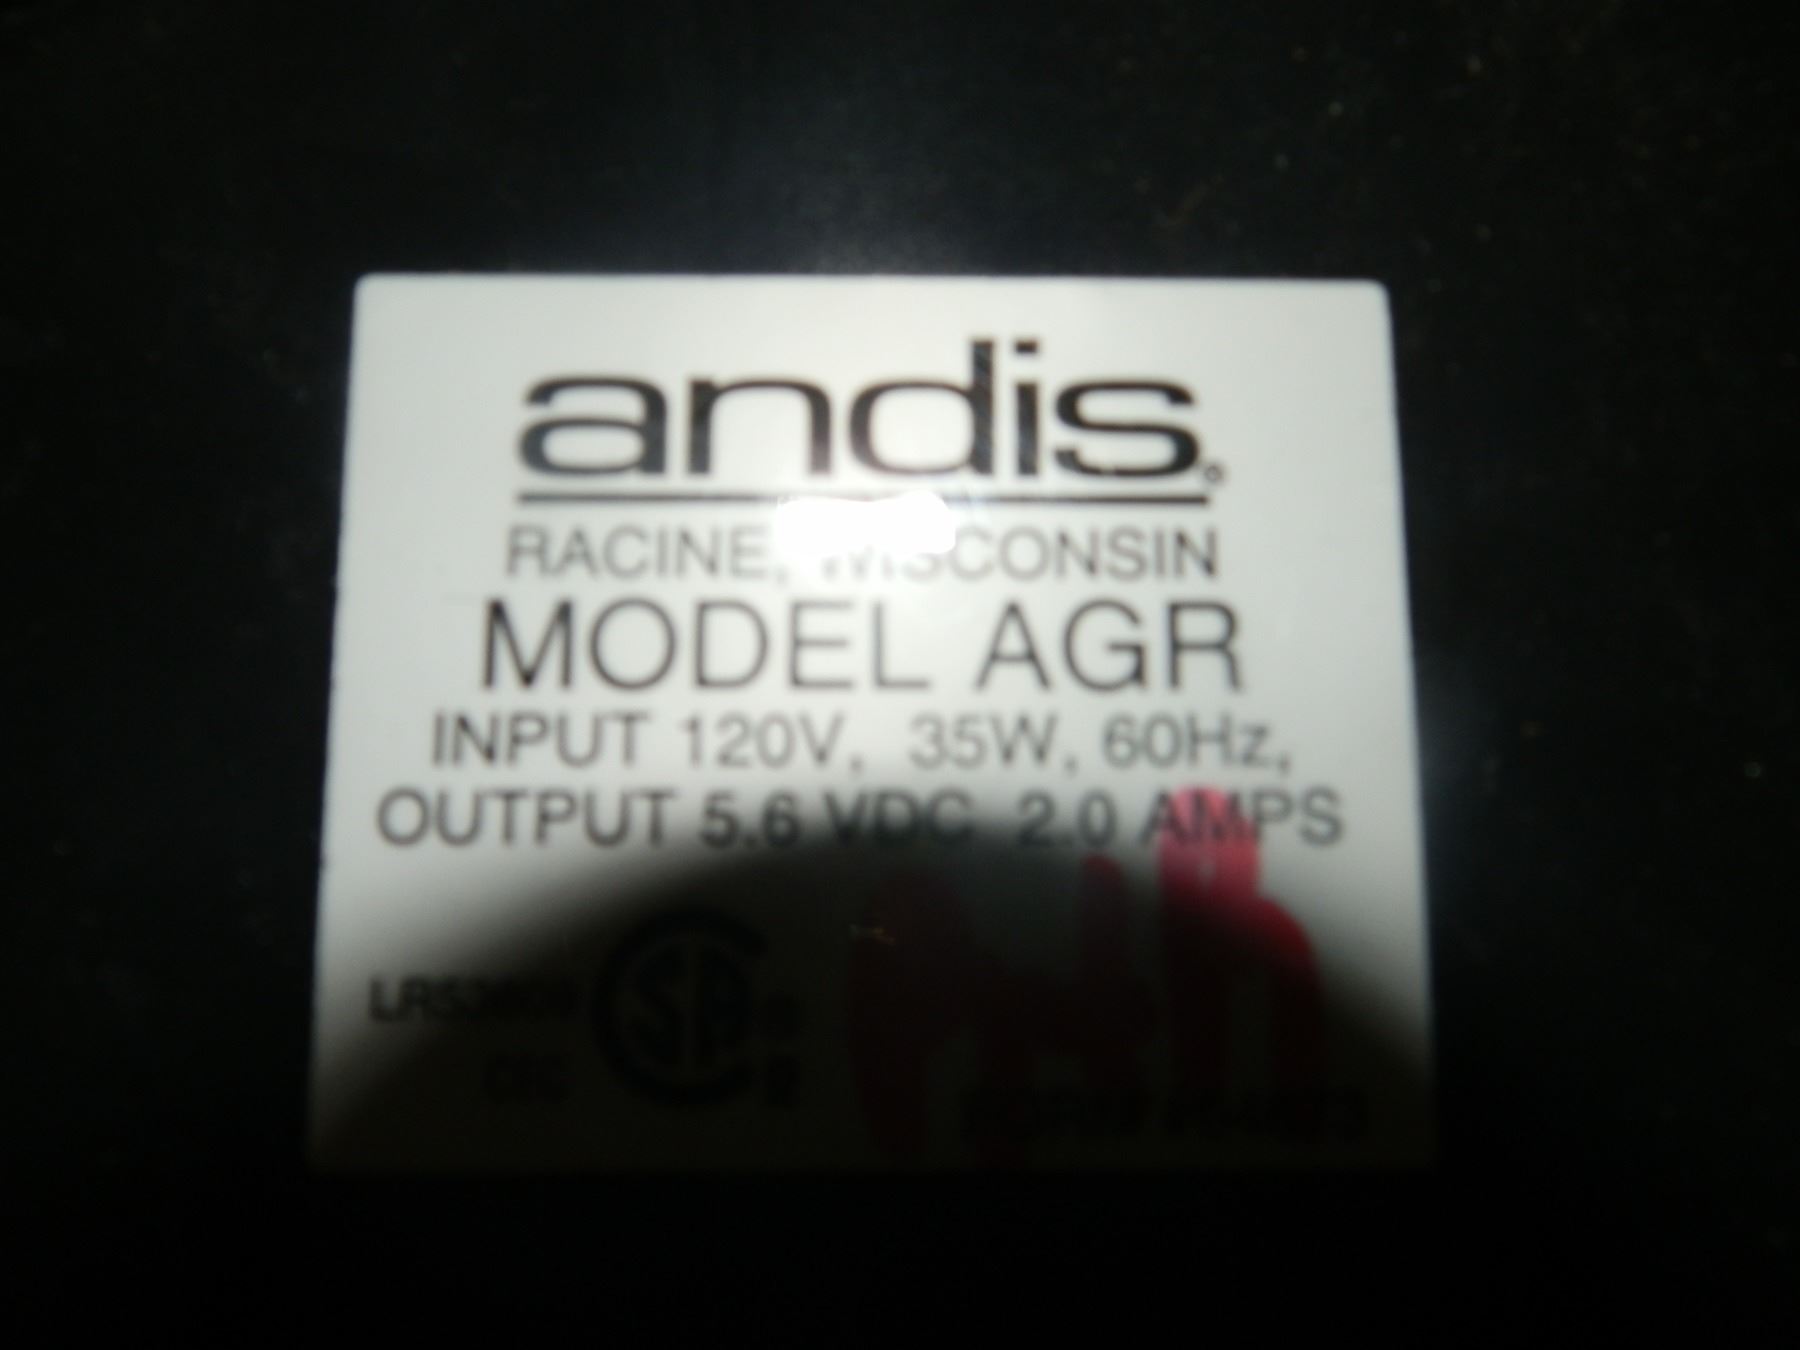 andis®
RACINE, WISCONSIN
MODEL AGR
INPUT 120V, 35W, 60Hz,
OUTPUT 5.6 VDC 2.0 AMPS